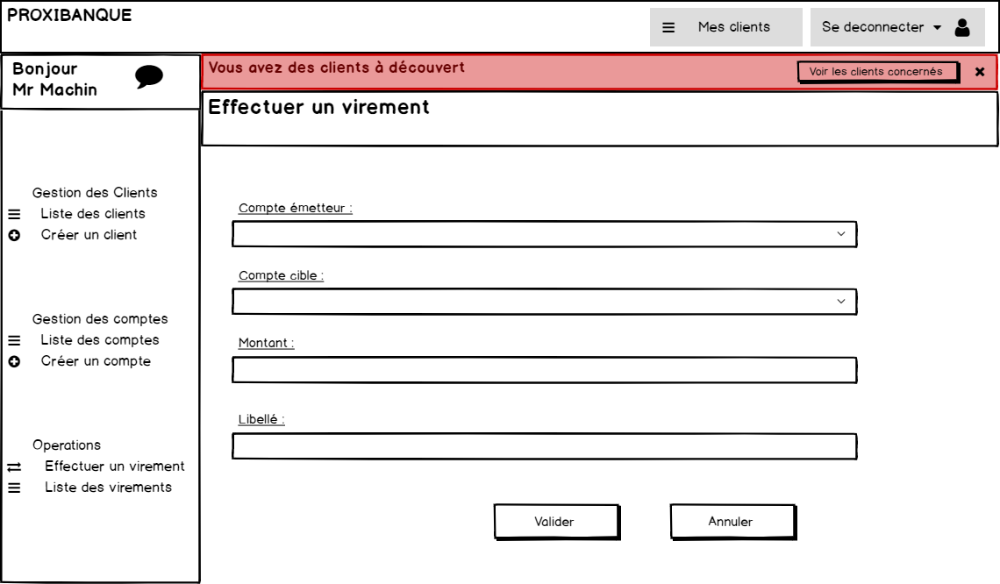 PROXIBANQUE
Mes clients
Se deconnecter
Bonjour
Mr Machin
Vous avez des clients à découvert
Voir les clients concernés
Effectuer un virement
Gestion des Clients
Liste des clients
Créer un client
Gestion des comptes
Liste des comptes
Créer un compte
Operations
Effectuer un virement
Liste des virements
Compte émetteur :
Compte cible :
Montant :
Libellé :
Valider
Annuler